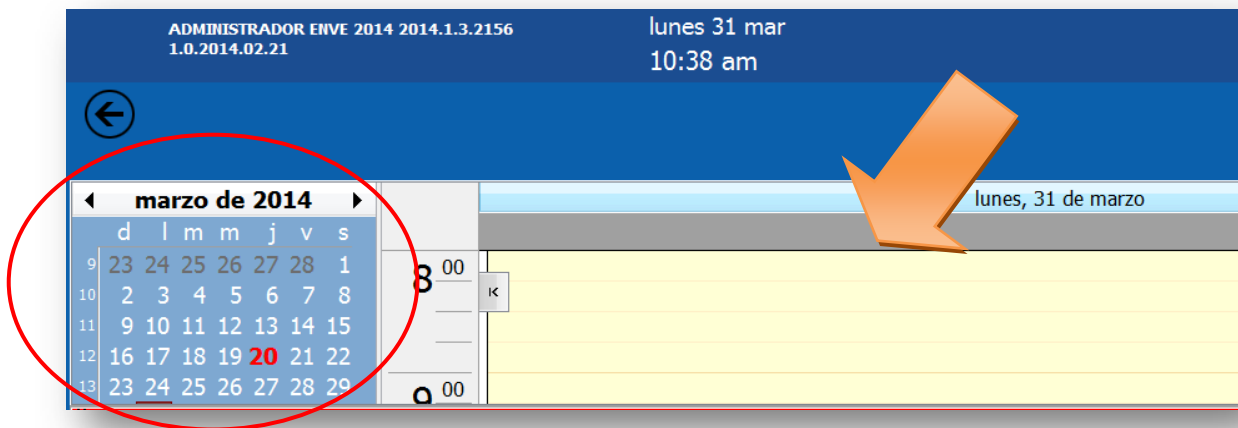 ADMINISTRADOR ENVE 2014 2014.1.3.2156
1.0.2014.02.21
lunes 31 mar
10:38 am
marzo de 2014
d l m m j v s
9 23 24 25 26 27 28 1
10 2 3 4 5 6 7 8
11 9 10 11 12 13 14 15
12 16 17 18 19 20 21 22
13 23 24 25 26 27 28 29
lunes, 31 de marzo
8 00
9 00